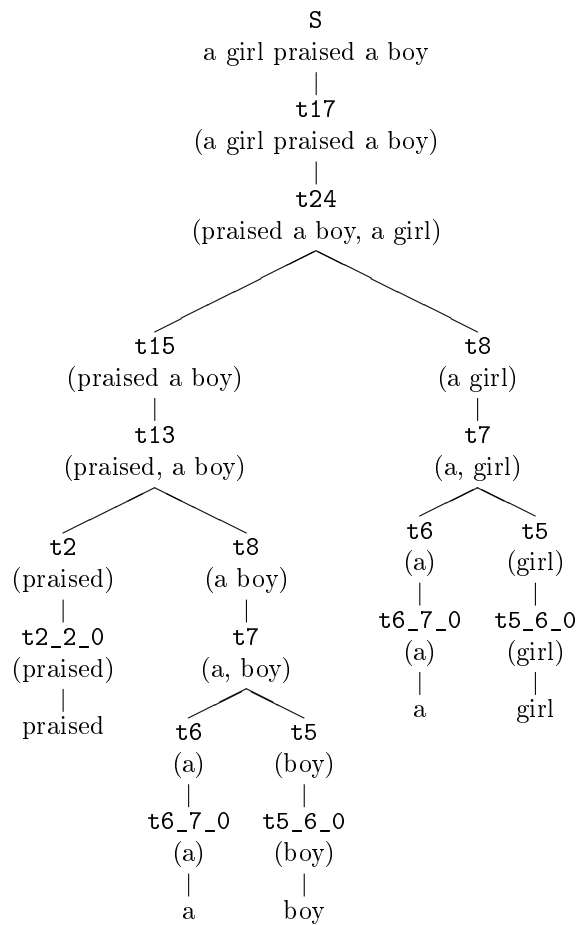 S
a girl praised a boy
t17
(a girl praised a boy)
t24
(praised a boy, a girl)
t15 t8
(praised a boy) (a girl)
t13 t7
(praised, a boy) (a, girl)
t6 t5
t2 t8 (a) (girl)
(praised) (a boy)
t2_2_0 t7 t6_7_0 t5_6_0
(praised) (a, boy) (a) (girl)
a girl
praised t6 t5
(a) (boy)
t6_7_0 t5_6_0
(a) (boy)
a boy